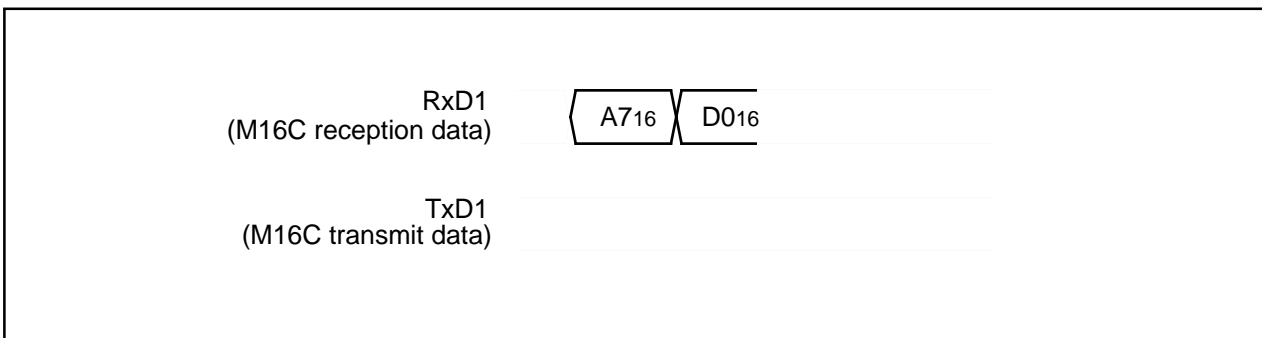 RxD1
(M16C reception data)
A716 D016
TxD1
(M16C transmit data)